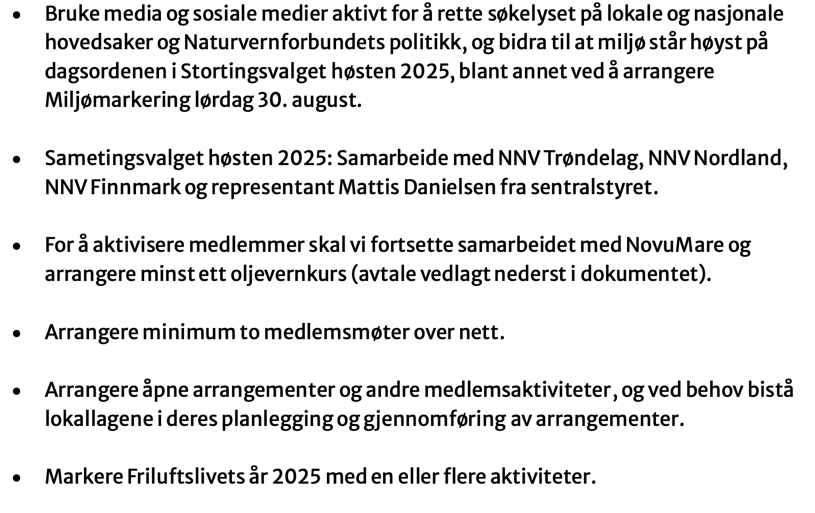 • Bruke media og sosiale medier aktivt for å rette søkelyset på lokale og nasjonale
hovedsaker og Naturvernforbundets politikk, og bidra til at miljø står høyst på
dagsordenen i Stortingsvalget høsten 2025, blant annet ved å arrangere
Miljømarkering lørdag 30. august.
• Sametingsvalget høsten 2025: Samarbeide med NNV Trøndelag, NNV Nordland,
NNV Finnmark og representant Mattis Danielsen fra sentralstyret.
• For å aktivisere medlemmer skal vi fortsette samarbeidet med NovuMare og
arrangere minst ett oljevernkurs (avtale vedlagt nederst i dokumentet).
• Arrangere minimum to medlemsmøter over nett.
• Arrangere åpne arrangementer og andre medlemsaktiviteter, og ved behov bistå
lokallagene i deres planlegging og gjennomføring av arrangementer.
• Markere Friluftslivets år 2025 med en eller flere aktiviteter.